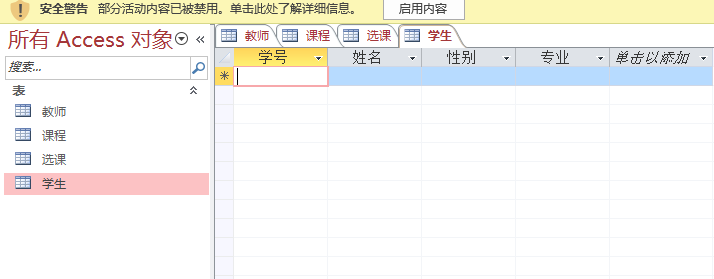 安全警告 部分活动内容已被禁用。单击此处了解详细信息。 启用内容
所有 Access 对象
搜索...
表
教师
课程
选课
学生
教师 课程 选课 学生
学号 姓名 性别 专业 单击以添加